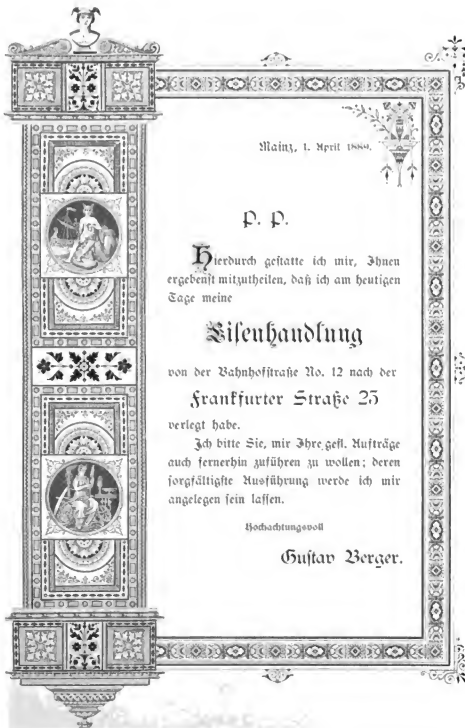 Mainz, 1. April 1889.
P. P.
Hierdurch gestatte ich mir, Ihnen
ergebenst mitzutheilen, daß ich am heutigen
Tage meine
Eisenhandlung
von der Bahnhofstraße No. 12 nach der
Frankfurter Straße 25
verlegt habe.
Ich bitte Sie, mir Ihre gefl. Aufträge
auch fernerhin zuführen zu wollen; deren
sorgfältigste Ausführung werde ich mir
angelegen sein lassen.
Hochachtungsvoll
Gustav Berger.